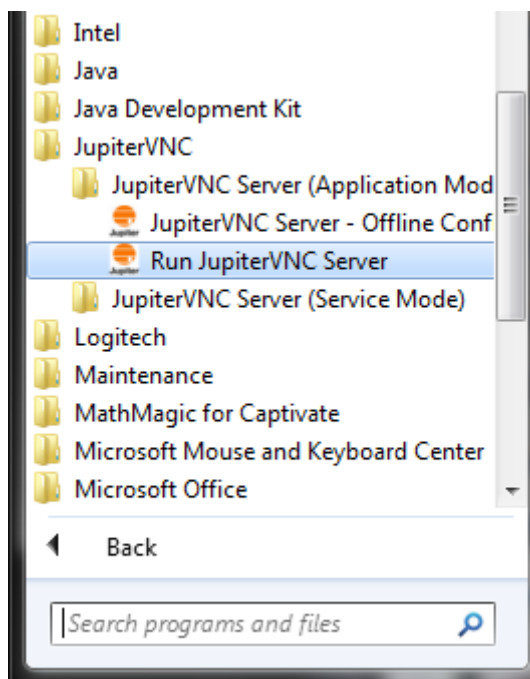 Intel
Java
Java Development Kit
JupiterVNC
JupiterVNC Server (Application Mod
Jupiter JupiterVNC Server - Offline Conf
Jupiter Run JupiterVNC Server
JupiterVNC Server (Service Mode)
Logitech
Maintenance
MathMagic for Captivate
Microsoft Mouse and Keyboard Center
Microsoft Office
Back
Search programs and files